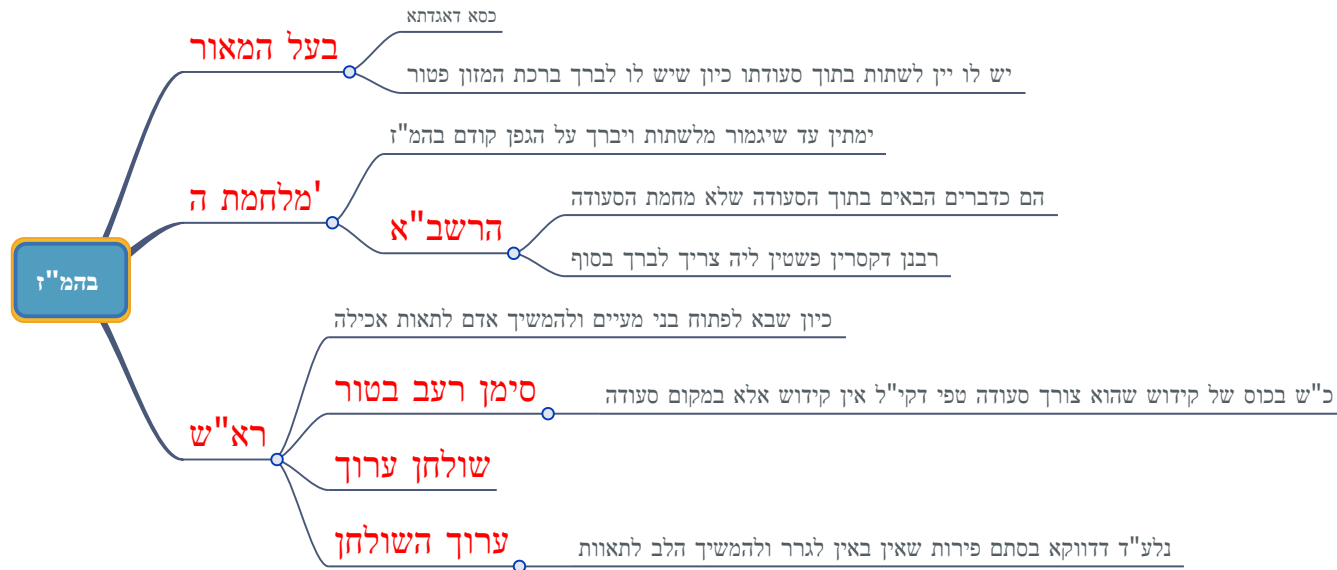 בהמ"ז
בעל המאור
כסא דאגדתא
יש לו יין לשתות בתוך סעודתו כיון שיש לו לברך ברכת המזון פטור
מלחמת ה'
ימתין עד שיגמור מלשתות ויברך על הגפן קודם בהמ"ז
הרשב"א
הם כדברים הבאים בתוך הסעודה שלא מחמת הסעודה
רבנן דקסרין פשטין ליה צריך לברך בסוף
רא"ש
כיון שבא לפתוח בני מעיים ולהמשיך אדם לתאות אכילה
סימן רעב בטור
כ"ש בכוס של קידוש שהוא צורך סעודה טפי דקי"ל אין קידוש אלא במקום סעודה
שולחן ערוך
ערוך השולחן
נלע"ד דדווקא בסתם פירות שאין באין לגרר ולהמשיך הלב לתאוות